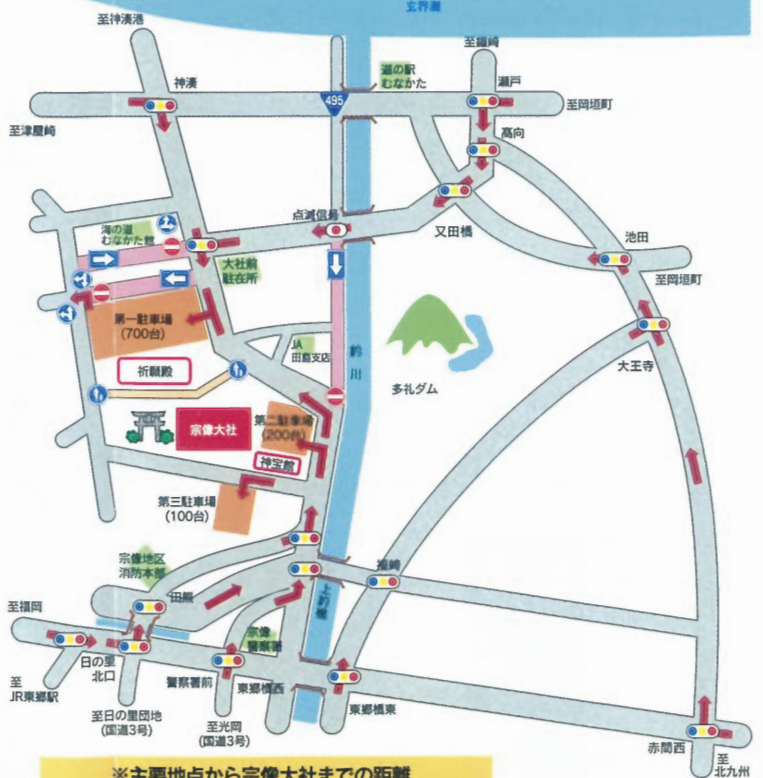 玄界灘
至神湊港
至鐘崎
神湊
495
道の駅
むなかた
瀬戸
至岡垣町
至津屋崎
高向
海の道
むなかた館
点滅信号
又田橋
大社前
駐在所
池田
至岡垣町
第一駐車場
(700台)
JA
田島支店
釣川
大王寺
祈願殿
多礼ダム
宗像大社
第二駐車場
(200台)
神宝館
第三駐車場
(100台)
宗像地区
消防本部
福崎
田熊
上釣橋
至福岡
宗像
警察署
日の里
北口
至
JR東郷駅
警察署前
東郷橋西
至日の里団地
(国道3号)
至光岡
(国道3号)
東郷橋東
赤間西
至
北九州
※主要地点から宗像大社までの距離